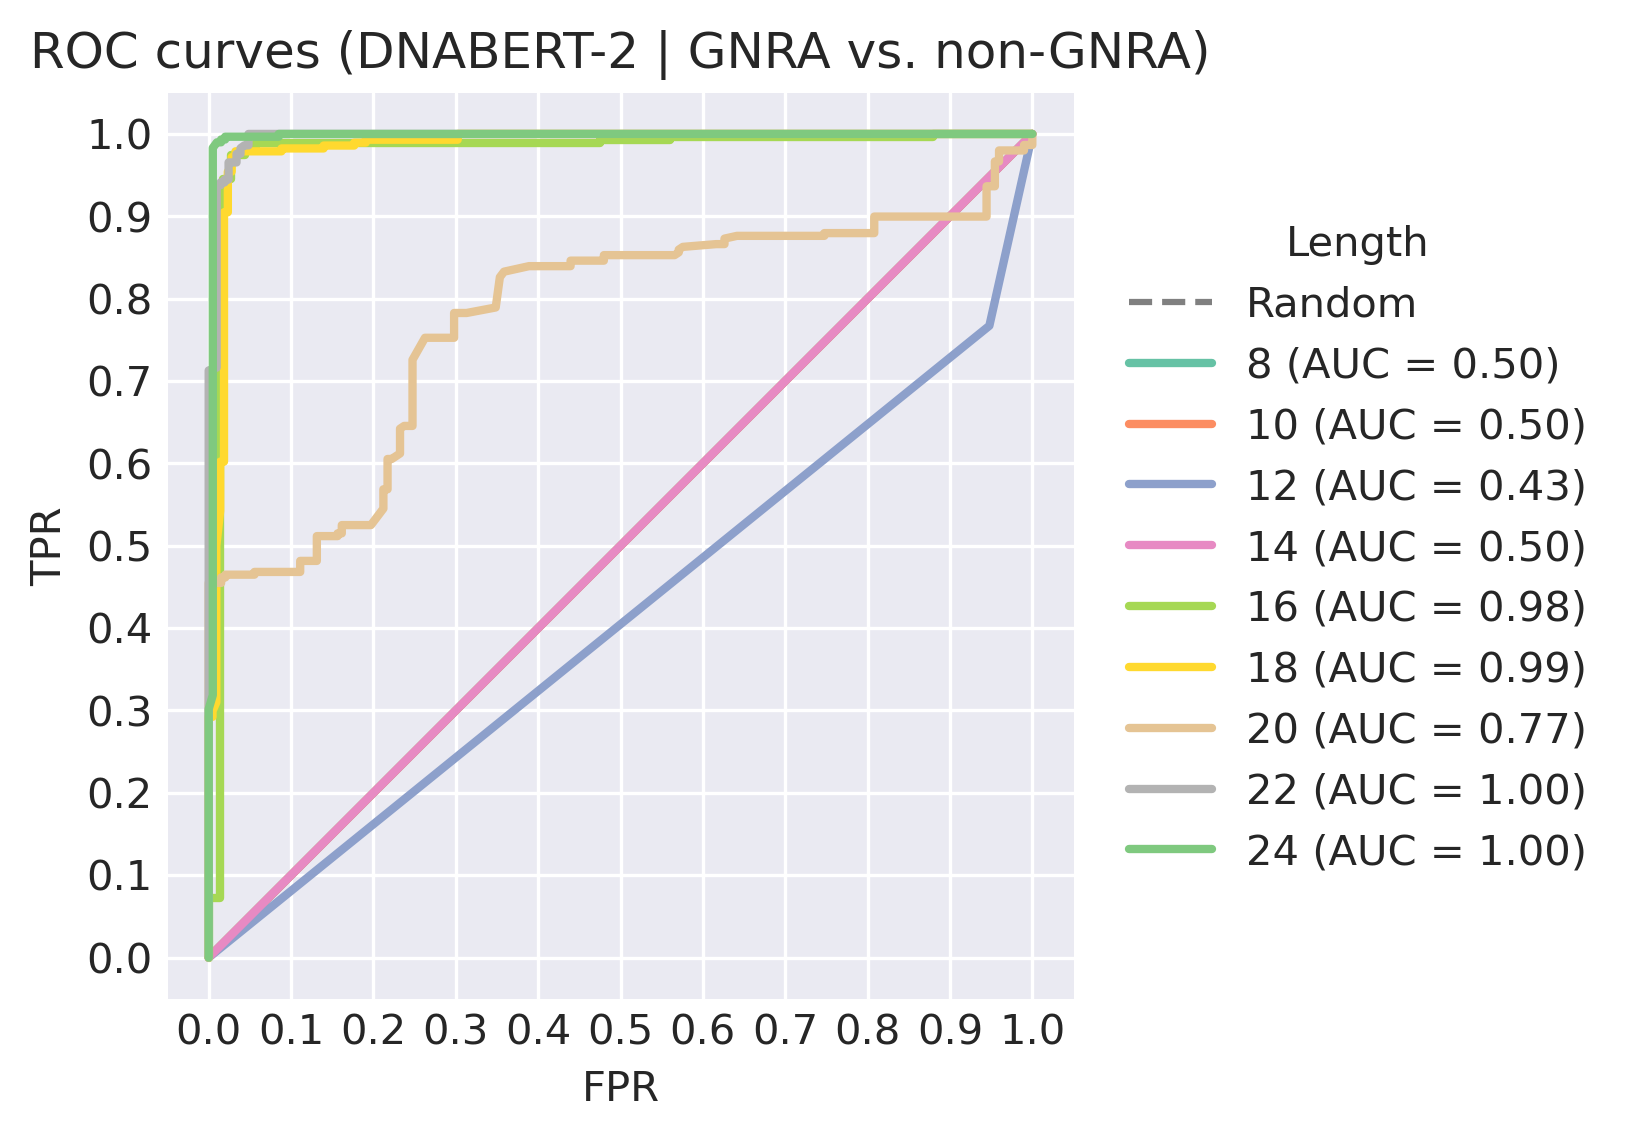 ROC curves (DNABERT-2 | GNRA vs. non-GNRA)
1.0
0.9
0.8
0.7
0.6
0.5
0.4
0.3
0.2
0.1
0.0
TPR
0.0 0.1 0.2 0.3 0.4 0.5 0.6 0.7 0.8 0.9 1.0
FPR
Length
Random
8 (AUC = 0.50)
10 (AUC = 0.50)
12 (AUC = 0.43)
14 (AUC = 0.50)
16 (AUC = 0.98)
18 (AUC = 0.99)
20 (AUC = 0.77)
22 (AUC = 1.00)
24 (AUC = 1.00)